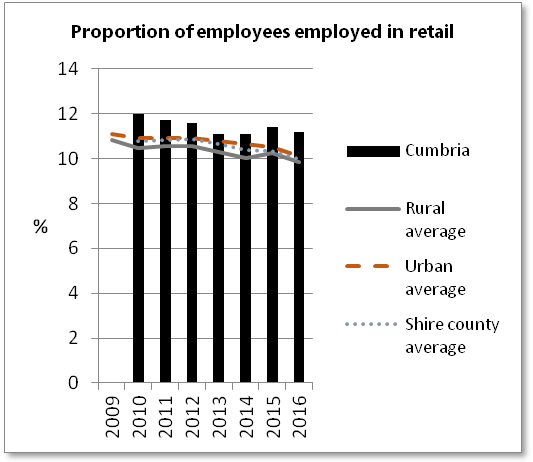 Proportion of employees employed in retail
14
12
10
8
6
4
2
0
%
2009
2010
2011
2012
2013
2014
2015
2016
Cumbria
Rural
average
Urban
average
Shire county
average